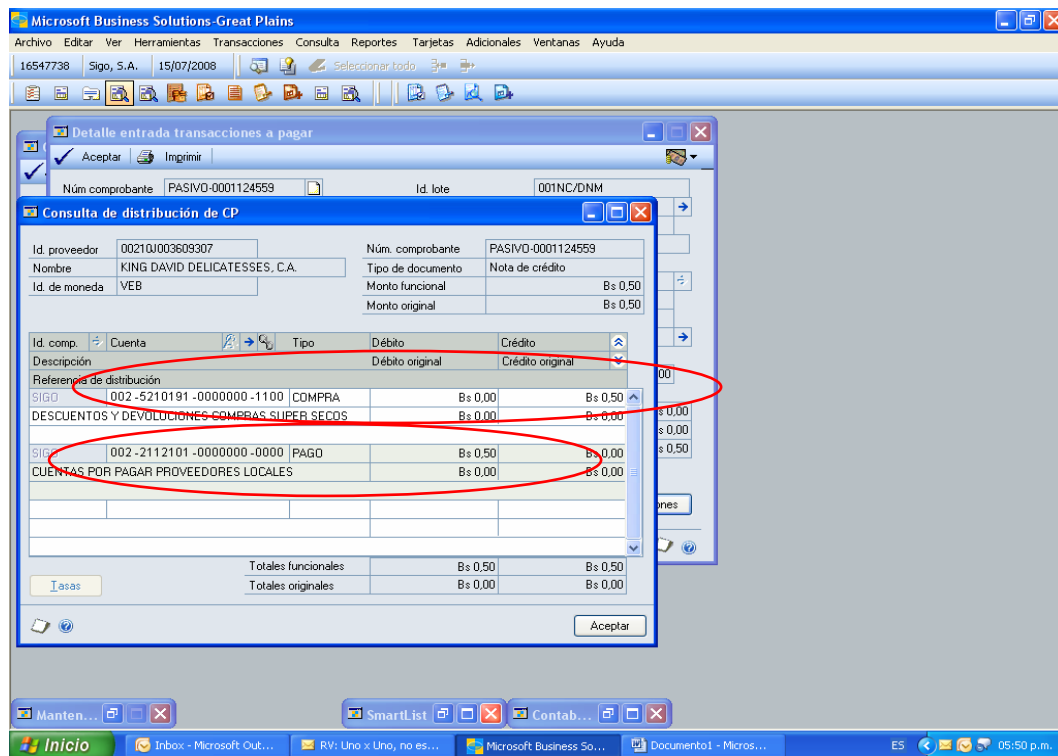 Microsoft Business Solutions-Great Plains
Archivo Editar Ver Herramientas Transacciones Consulta Reportes Tarjetas Adicionales Ventanas Ayuda
16547738 Sigo, S.A. 15/07/2008 Seleccionar todo
Detalle entrada transacciones a pagar
Aceptar Imprimir
Núm comprobante PASIVO-0001124559 Id. lote 001NC/DNM
Consulta de distribución de CP
Id. proveedor 00210J003609307 Núm. comprobante PASIVO-0001124559
Nombre KING DAVID DELICATESSES, C.A. Tipo de documento Nota de crédito
Id. de moneda VEB Monto funcional Bs 0,50
Monto original Bs 0,50
Id. comp. Cuenta Tipo Débito Crédito
Descripción Débito original Crédito original
Referencia de distribución 00
SIGO 002 -5210191 -0000000 -1100 COMPRA Bs 0,00 Bs 0,50
DESCUENTOS Y DEVOLUCIONES COMPRAS SUPER SECOS Bs 0,00 Bs 0,00 s 0,00
s 0,00
SIGO 002 -2112101 -0000000 -0000 PAGO Bs 0,50 Bs 0,00 s 0,50
CUENTAS POR PAGAR PROVEEDORES LOCALES Bs 0,00 Bs 0,00
ones
Totales funcionales Bs 0,50 Bs 0,50
Tasas Totales originales Bs 0,00 Bs 0,00
Aceptar
Manten... SmartList Contab...
Inicio Inbox - Microsoft Out... RV: Uno x Uno, no es... Microsoft Business So... Documento1 - Micros... ES 05:50 p.m.